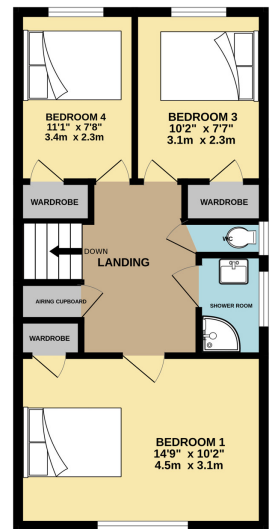 BEDROOM 4
11'1" x 7'8"
3.4m x 2.3m
BEDROOM 3
10'2" x 7'7"
3.1m x 2.3m
WARDROBE
WARDROBE
WC
DOWN
LANDING
AIRING CUPBOARD
SHOWER ROOM
WARDROBE
BEDROOM 1
14'9" x 10'2"
4.5m x 3.1m